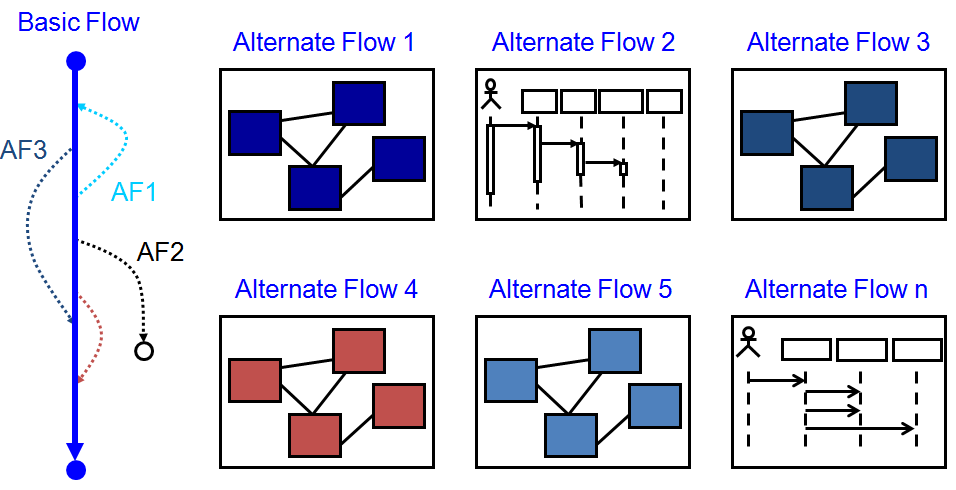 Basic Flow
Alternate Flow 1
Alternate Flow 2
Alternate Flow 3
AF3
AF1
AF2
Alternate Flow 4
Alternate Flow 5
Alternate Flow n